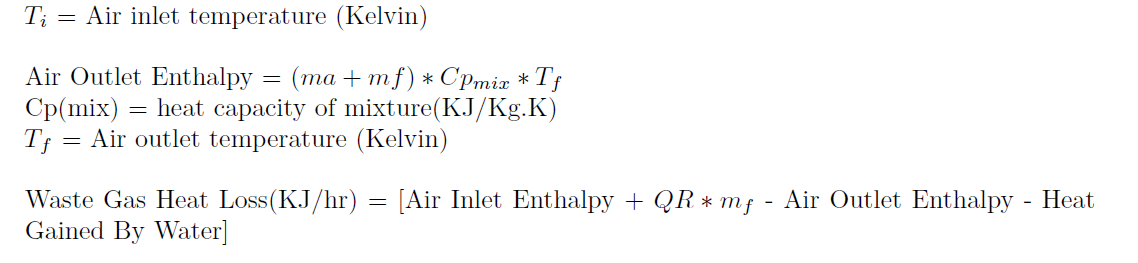 T_i = Air inlet temperature (Kelvin)
Air Outlet Enthalpy = (ma + mf) * Cp_mix * T_f
Cp(mix) = heat capacity of mixture(KJ/Kg.K)
T_f = Air outlet temperature (Kelvin)
Waste Gas Heat Loss(KJ/hr) = [Air Inlet Enthalpy + QR * m_f - Air Outlet Enthalpy - Heat
Gained By Water]